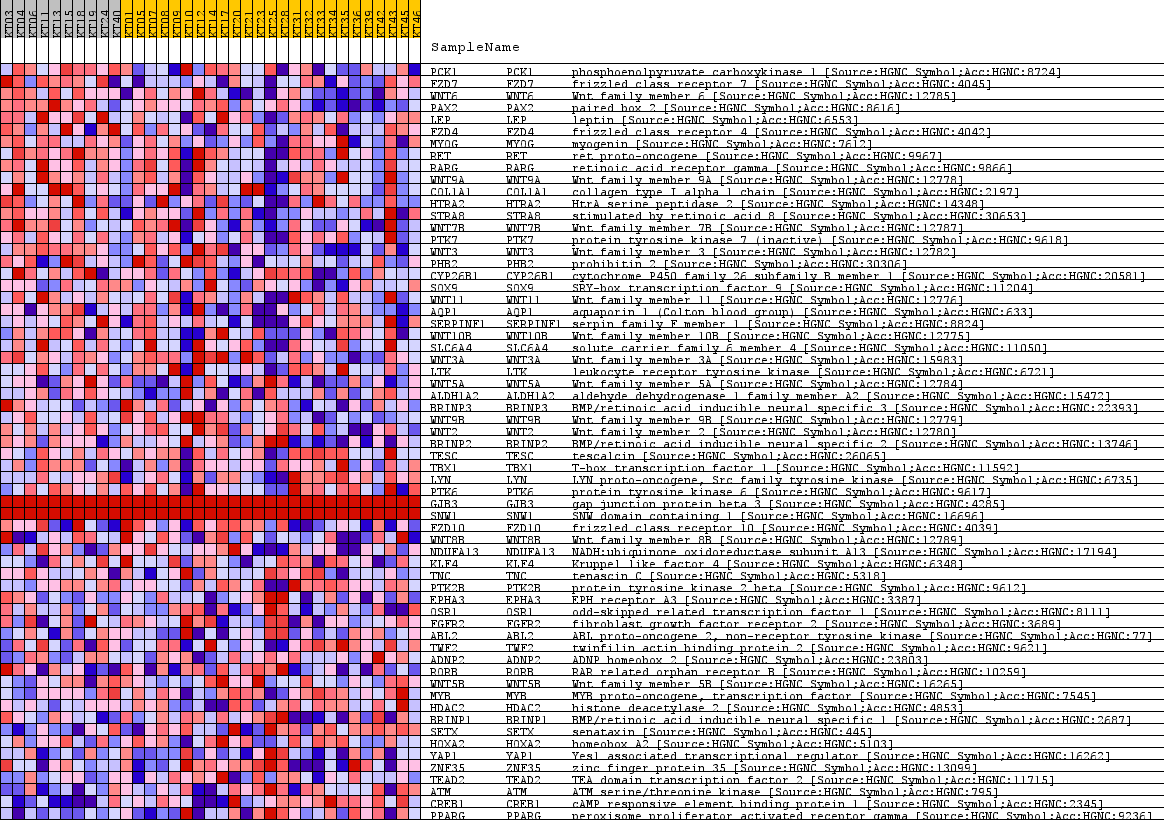 KT03 KT04 KT06 KT11 KT13 KT15 KT18 KT19 KT24 KT40 KT01 KT05 KT07 KT08 KT09 KT10 KT12 KT14 KT17 KT20 KT21 KT23 KT25 KT28 KT31 KT32 KT33 KT34 KT35 KT36 KT39 KT42 KT43 KT45 KT46
SampleName
PCK1 PCK1 phosphoenolpyruvate carboxykinase 1 [Source:HGNC Symbol;Acc:HGNC:8724]
FZD7 FZD7 frizzled class receptor 7 [Source:HGNC Symbol;Acc:HGNC:4045]
WNT6 WNT6 Wnt family member 6 [Source:HGNC Symbol;Acc:HGNC:12785]
PAX2 PAX2 paired box 2 [Source:HGNC Symbol;Acc:HGNC:8616]
LEP LEP leptin [Source:HGNC Symbol;Acc:HGNC:6553]
FZD4 FZD4 frizzled class receptor 4 [Source:HGNC Symbol;Acc:HGNC:4042]
MYOG MYOG myogenin [Source:HGNC Symbol;Acc:HGNC:7612]
RET RET ret proto-oncogene [Source:HGNC Symbol;Acc:HGNC:9967]
RARG RARG retinoic acid receptor gamma [Source:HGNC Symbol;Acc:HGNC:9866]
WNT9A WNT9A Wnt family member 9A [Source:HGNC Symbol;Acc:HGNC:12778]
COL1A1 COL1A1 collagen type I alpha 1 chain [Source:HGNC Symbol;Acc:HGNC:2197]
HTRA2 HTRA2 HtrA serine peptidase 2 [Source:HGNC Symbol;Acc:HGNC:14348]
STRA8 STRA8 stimulated by retinoic acid 8 [Source:HGNC Symbol;Acc:HGNC:30653]
WNT7B WNT7B Wnt family member 7B [Source:HGNC Symbol;Acc:HGNC:12787]
PTK7 PTK7 protein tyrosine kinase 7 (inactive) [Source:HGNC Symbol;Acc:HGNC:9618]
WNT3 WNT3 Wnt family member 3 [Source:HGNC Symbol;Acc:HGNC:12782]
PHB2 PHB2 prohibitin 2 [Source:HGNC Symbol;Acc:HGNC:30306]
CYP26B1 CYP26B1 cytochrome P450 family 26 subfamily B member 1 [Source:HGNC Symbol;Acc:HGNC:20581]
SOX9 SOX9 SRY-box transcription factor 9 [Source:HGNC Symbol;Acc:HGNC:11204]
WNT11 WNT11 Wnt family member 11 [Source:HGNC Symbol;Acc:HGNC:12776]
AQP1 AQP1 aquaporin 1 (Colton blood group) [Source:HGNC Symbol;Acc:HGNC:633]
SERPINF1 SERPINF1 serpin family F member 1 [Source:HGNC Symbol;Acc:HGNC:8824]
WNT10B WNT10B Wnt family member 10B [Source:HGNC Symbol;Acc:HGNC:12775]
SLC6A4 SLC6A4 solute carrier family 6 member 4 [Source:HGNC Symbol;Acc:HGNC:11050]
WNT3A WNT3A Wnt family member 3A [Source:HGNC Symbol;Acc:HGNC:15983]
LTK LTK leukocyte receptor tyrosine kinase [Source:HGNC Symbol;Acc:HGNC:6721]
WNT5A WNT5A Wnt family member 5A [Source:HGNC Symbol;Acc:HGNC:12784]
ALDH1A2 ALDH1A2 aldehyde dehydrogenase 1 family member A2 [Source:HGNC Symbol;Acc:HGNC:15472]
BRINP3 BRINP3 BMP/retinoic acid inducible neural specific 3 [Source:HGNC Symbol;Acc:HGNC:22393]
WNT9B WNT9B Wnt family member 9B [Source:HGNC Symbol;Acc:HGNC:12779]
WNT2 WNT2 Wnt family member 2 [Source:HGNC Symbol;Acc:HGNC:12780]
BRINP2 BRINP2 BMP/retinoic acid inducible neural specific 2 [Source:HGNC Symbol;Acc:HGNC:13746]
TESC TESC tescalcin [Source:HGNC Symbol;Acc:HGNC:26065]
TBX1 TBX1 T-box transcription factor 1 [Source:HGNC Symbol;Acc:HGNC:11592]
LYN LYN LYN proto-oncogene, Src family tyrosine kinase [Source:HGNC Symbol;Acc:HGNC:6735]
PTK6 PTK6 protein tyrosine kinase 6 [Source:HGNC Symbol;Acc:HGNC:9617]
GJB3 GJB3 gap junction protein beta 3 [Source:HGNC Symbol;Acc:HGNC:4285]
SNW1 SNW1 SNW domain containing 1 [Source:HGNC Symbol;Acc:HGNC:16696]
FZD10 FZD10 frizzled class receptor 10 [Source:HGNC Symbol;Acc:HGNC:4039]
WNT8B WNT8B Wnt family member 8B [Source:HGNC Symbol;Acc:HGNC:12789]
NDUFA13 NDUFA13 NADH:ubiquinone oxidoreductase subunit A13 [Source:HGNC Symbol;Acc:HGNC:17194]
KLF4 KLF4 Kruppel like factor 4 [Source:HGNC Symbol;Acc:HGNC:6348]
TNC TNC tenascin C [Source:HGNC Symbol;Acc:HGNC:5318]
PTK2B PTK2B protein tyrosine kinase 2 beta [Source:HGNC Symbol;Acc:HGNC:9612]
EPHA3 EPHA3 EPH receptor A3 [Source:HGNC Symbol;Acc:HGNC:3387]
OSR1 OSR1 odd-skipped related transcription factor 1 [Source:HGNC Symbol;Acc:HGNC:8111]
FGFR2 FGFR2 fibroblast growth factor receptor 2 [Source:HGNC Symbol;Acc:HGNC:3689]
ABL2 ABL2 ABL proto-oncogene 2, non-receptor tyrosine kinase [Source:HGNC Symbol;Acc:HGNC:77]
TWF2 TWF2 twinfilin actin binding protein 2 [Source:HGNC Symbol;Acc:HGNC:9621]
ADNP2 ADNP2 ADNP homeobox 2 [Source:HGNC Symbol;Acc:HGNC:23803]
RORB RORB RAR related orphan receptor B [Source:HGNC Symbol;Acc:HGNC:10259]
WNT5B WNT5B Wnt family member 5B [Source:HGNC Symbol;Acc:HGNC:16265]
MYB MYB MYB proto-oncogene, transcription factor [Source:HGNC Symbol;Acc:HGNC:7545]
HDAC2 HDAC2 histone deacetylase 2 [Source:HGNC Symbol;Acc:HGNC:4853]
BRINP1 BRINP1 BMP/retinoic acid inducible neural specific 1 [Source:HGNC Symbol;Acc:HGNC:2687]
SETX SETX senataxin [Source:HGNC Symbol;Acc:HGNC:445]
HOXA2 HOXA2 homeobox A2 [Source:HGNC Symbol;Acc:HGNC:5103]
YAP1 YAP1 Yes1 associated transcriptional regulator [Source:HGNC Symbol;Acc:HGNC:16262]
ZNF35 ZNF35 zinc finger protein 35 [Source:HGNC Symbol;Acc:HGNC:13099]
TEAD2 TEAD2 TEA domain transcription factor 2 [Source:HGNC Symbol;Acc:HGNC:11715]
ATM ATM ATM serine/threonine kinase [Source:HGNC Symbol;Acc:HGNC:795]
CREB1 CREB1 cAMP responsive element binding protein 1 [Source:HGNC Symbol;Acc:HGNC:2345]
PPARG PPARG peroxisome proliferator activated receptor gamma [Source:HGNC Symbol;Acc:HGNC:9236]